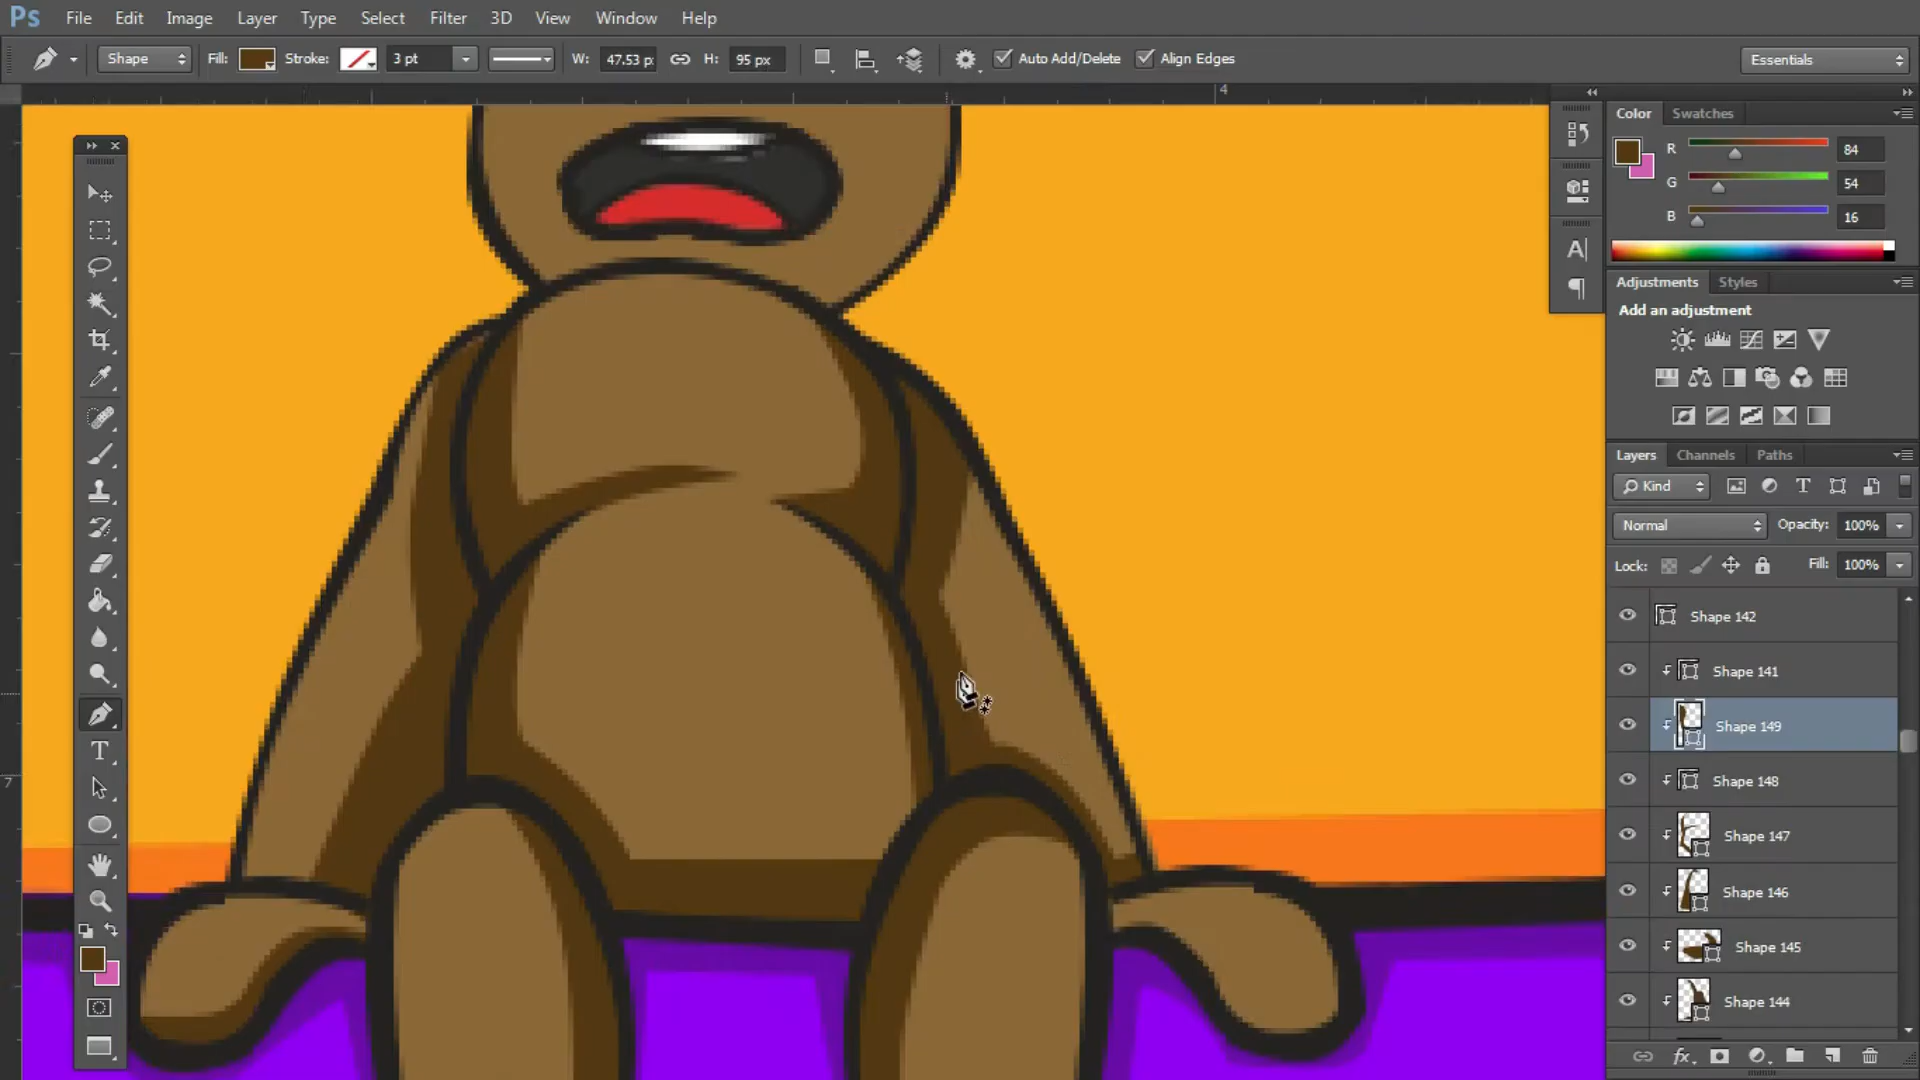 Ps File Edit Image Layer Type Select Filter 3D View Window Help
Shape Fill: Stroke: 3 pt W: 47.53 p: H: 95 px Auto Add/Delete Align Edges Essentials
4
7
Color Swatches
R 84
G 54
B 16
A
Adjustments Styles
Add an adjustment
Layers Channels Paths
Kind
Normal Opacity: 100%
Lock: Fill: 100%
Shape 142
Shape 141
Shape 149
Shape 148
Shape 147
Shape 146
Shape 145
Shape 144
fx
T